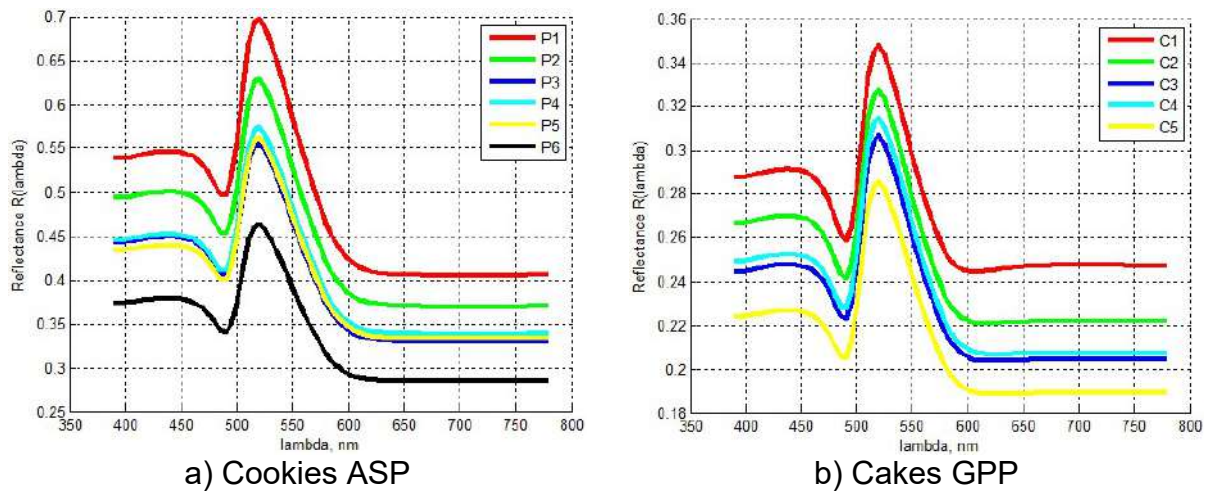 0.7
0.65
0.6
0.55
0.5
0.45
0.4
0.35
0.3
0.25
Reflectance R(lambda)
P1
P2
P3
P4
P5
P6
350 400 450 500 550 600 650 700 750 800
lambda, nm
a) Cookies ASP
0.36
0.34
0.32
0.3
0.28
0.26
0.24
0.22
0.2
0.18
Reflectance R(lambda)
C1
C2
C3
C4
C5
350 400 450 500 550 600 650 700 750 800
lambda, nm
b) Cakes GPP